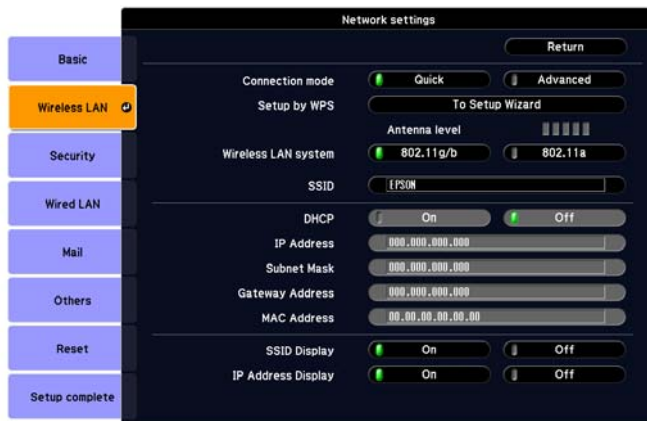 Network settings
Return
Basic
Connection mode Quick Advanced
Wireless LAN
Setup by WPS To Setup Wizard
Antenna level
Security
Wireless LAN system 802.11g/b 802.11a
SSID EPSON
Wired LAN
DHCP On Off
IP Address 000.000.000.000
Mail
Subnet Mask 000.000.000.000
Gateway Address 000.000.000.000
Others
MAC Address 00.00.00.00.00.00
Reset
SSID Display On Off
IP Address Display On Off
Setup complete